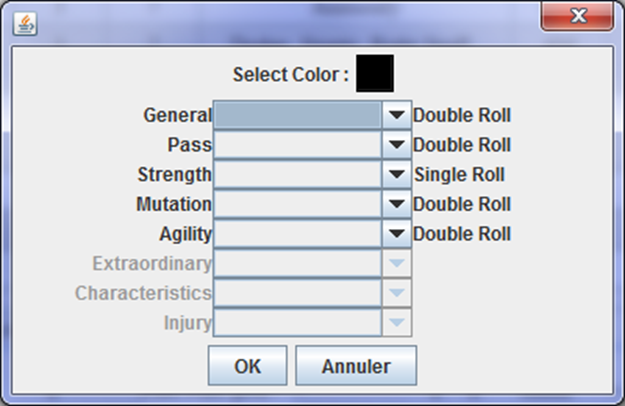 Select Color :
General Double Roll
Pass Double Roll
Strength Single Roll
Mutation Double Roll
Agility Double Roll
Extraordinary
Characteristics
Injury
OK Annuler